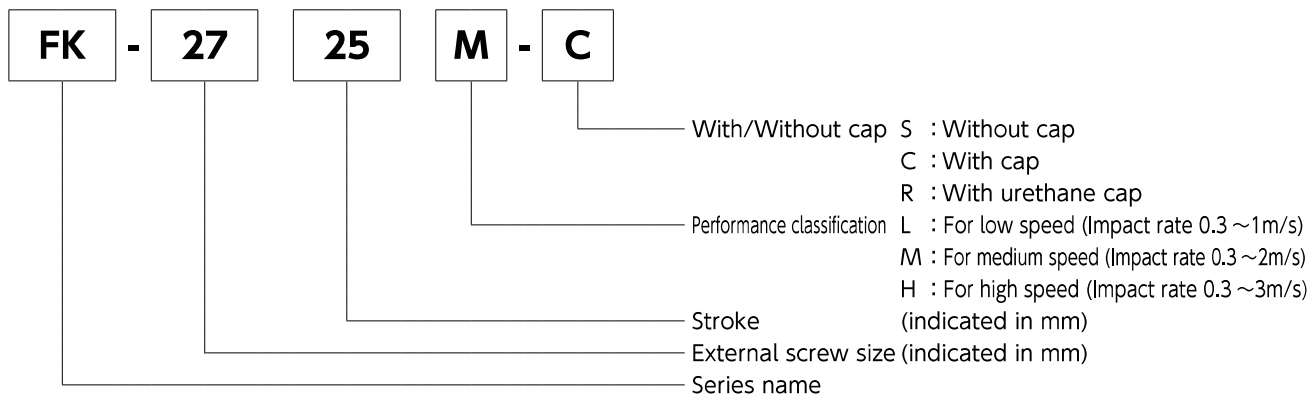 FK - 27 25 M - C
With/Without cap S : Without cap
C : With cap
R : With urethane cap
Performance classification L : For low speed (Impact rate 0.3～1m/s)
M : For medium speed (Impact rate 0.3～2m/s)
H : For high speed (Impact rate 0.3～3m/s)
Stroke (indicated in mm)
External screw size (indicated in mm)
Series name